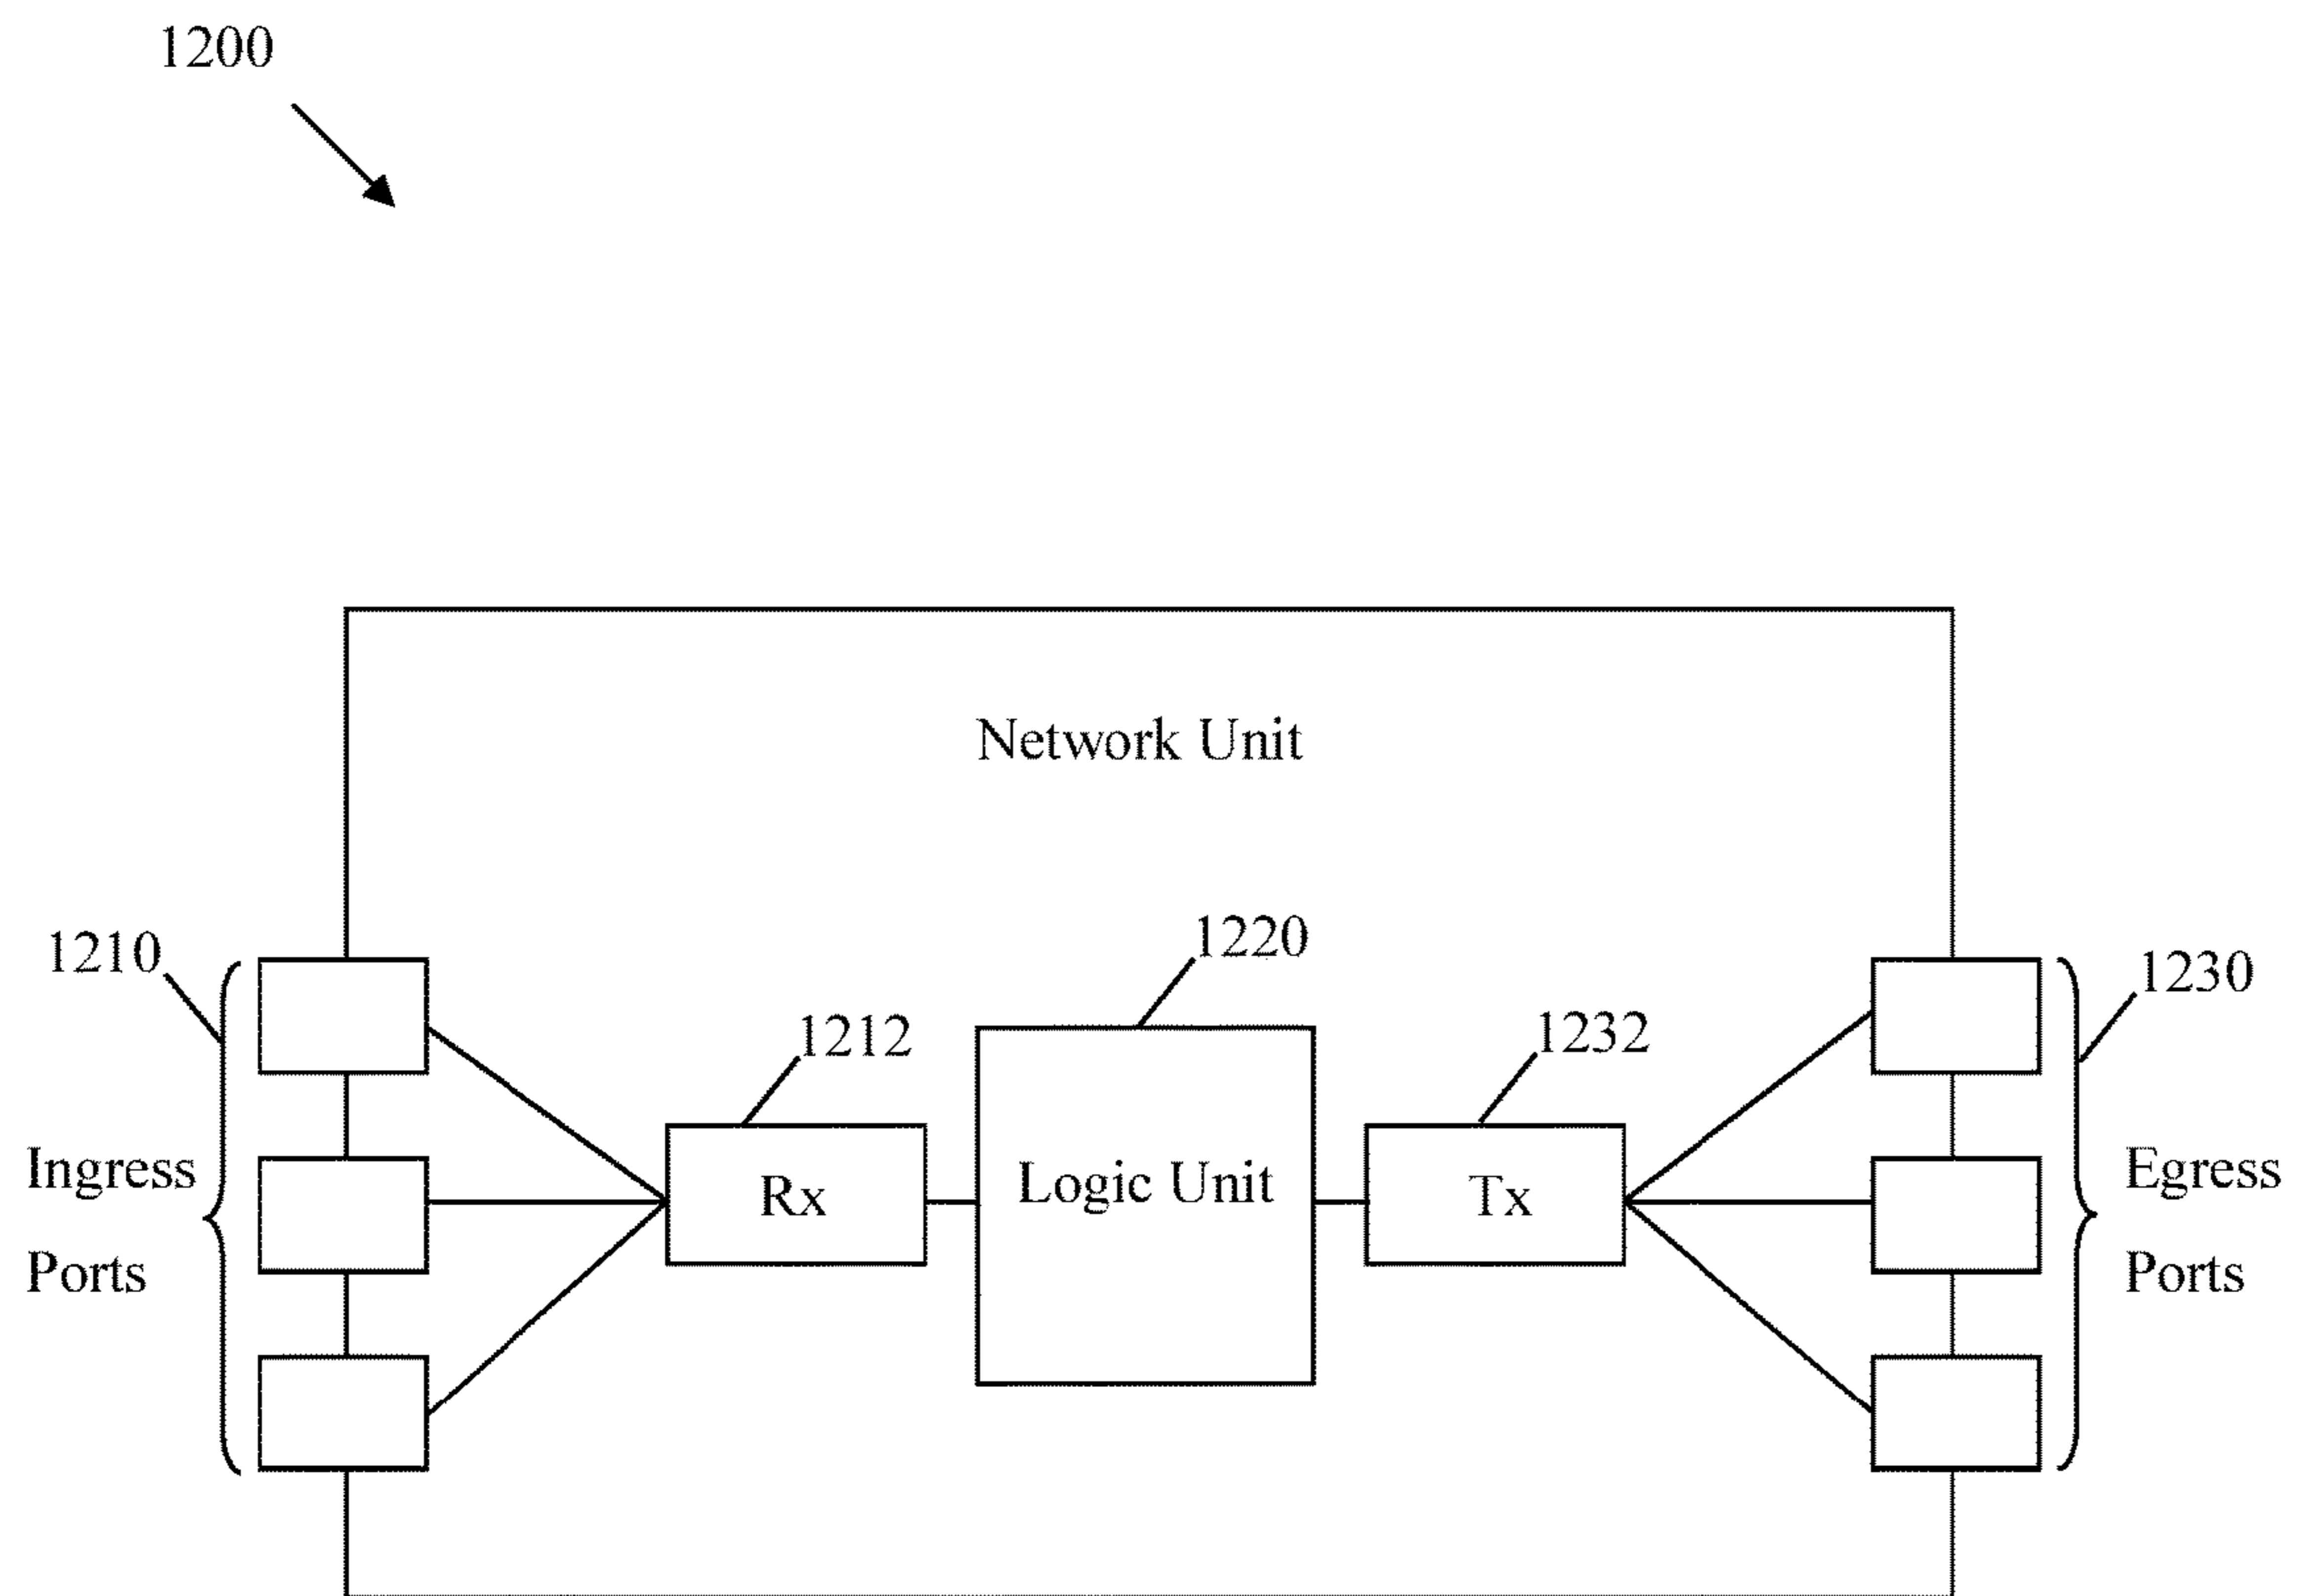 1200
Network Unit
1210
1220
1230
1212
1232
Ingress
Ports
Rx
Logic Unit
Tx
Egress
Ports